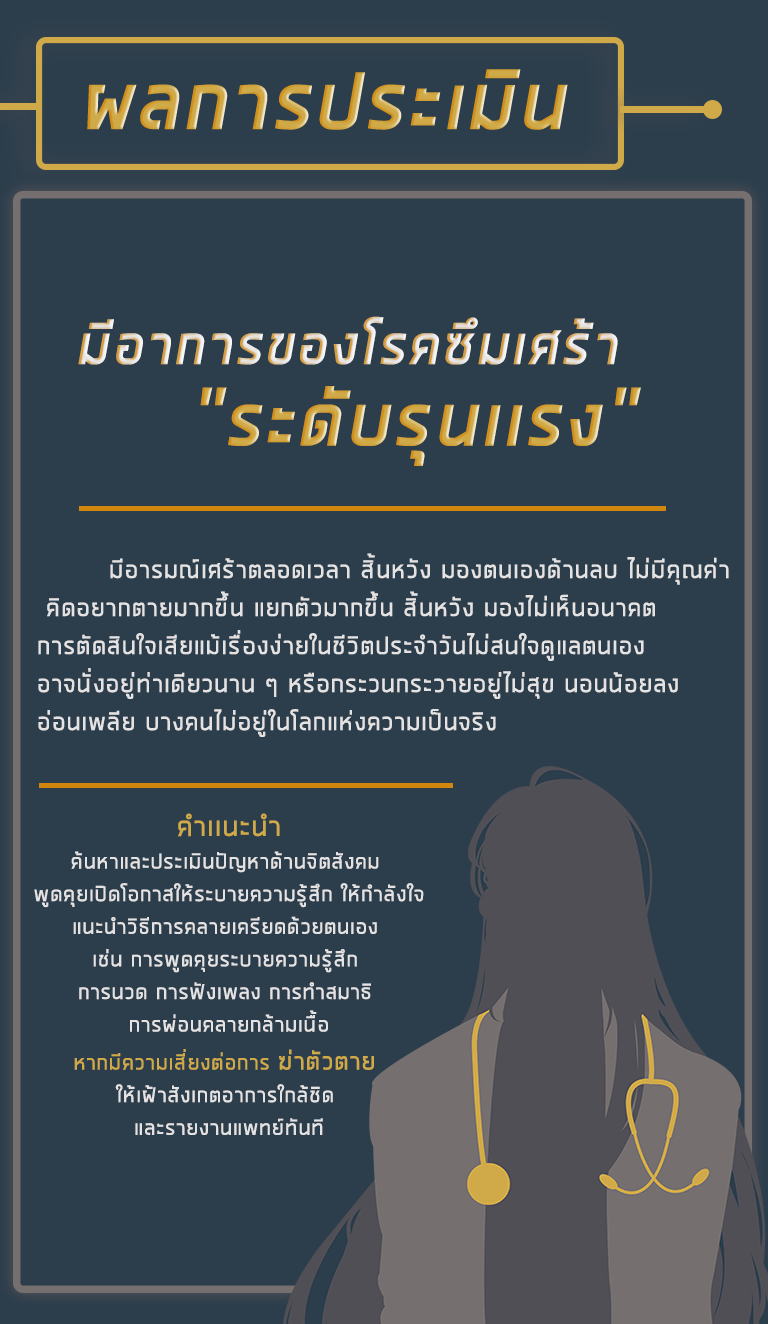 ผลการประเมิน
มีอาการของโรคซึมเศร้า
"ระดับรุนแรง"
มีอารมณ์เศร้าตลอดเวลา สิ้นหวัง มองตนเองด้านลบ ไม่มีคุณค่า
คิดอยากตายมากขึ้น แยกตัวมากขึ้น สิ้นหวัง มองไม่เห็นอนาคต
การตัดสินใจเสียแม้เรื่องง่ายในชีวิตประจำวันไม่สนใจดูแลตนเอง
อาจนั่งอยู่ท่าเดียวนาน ๆ หรือกระวนกระวายอยู่ไม่สุข นอนน้อยลง
อ่อนเพลีย บางคนไม่อยู่ในโลกแห่งความเป็นจริง
คำแนะนำ
ค้นหาและประเมินปัญหาด้านจิตสังคม
พูดคุยเปิดโอกาสให้ระบายความรู้สึก ให้กำลังใจ
แนะนำวิธีการคลายเครียดด้วยตนเอง
เช่น การพูดคุยระบายความรู้สึก
การนวด การฟังเพลง การทำสมาธิ
การผ่อนคลายกล้ามเนื้อ
หากมีความเสี่ยงต่อการ ฆ่าตัวตาย
ให้เฝ้าสังเกตอาการใกล้ชิด
และรายงานแพทย์ทันที